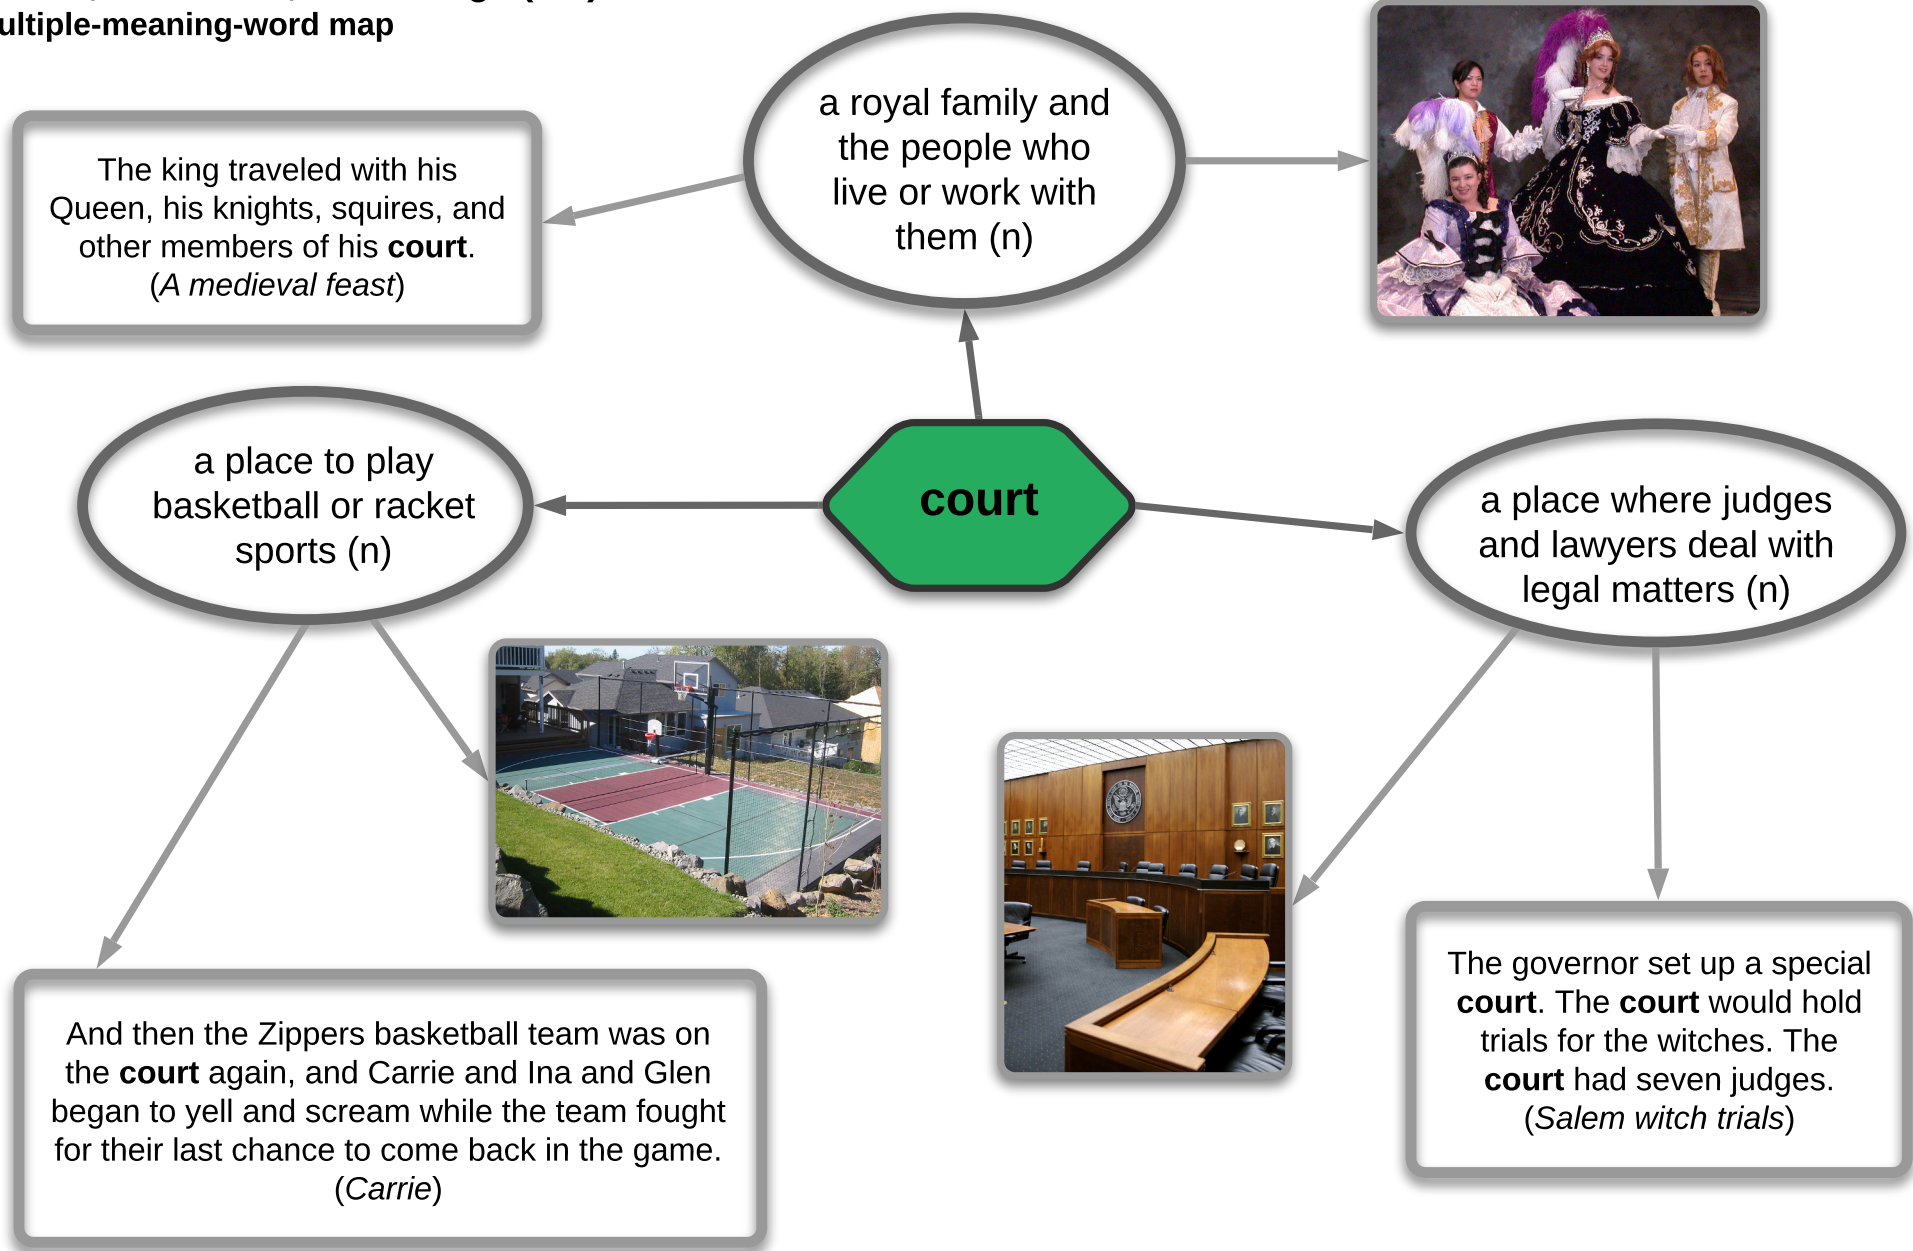 ultiple-meaning-word map
a royal family and
the people who
live or work with
them (n)
The king traveled with his
Queen, his knights, squires, and
other members of his court.
(A medieval feast)
a place to play
basketball or racket
sports (n)
court
a place where judges
and lawyers deal with
legal matters (n)
And then the Zippers basketball team was on
the court again, and Carrie and Ina and Glen
began to yell and scream while the team fought
for their last chance to come back in the game.
(Carrie)
The governor set up a special
court. The court would hold
trials for the witches. The
court had seven judges.
(Salem witch trials)